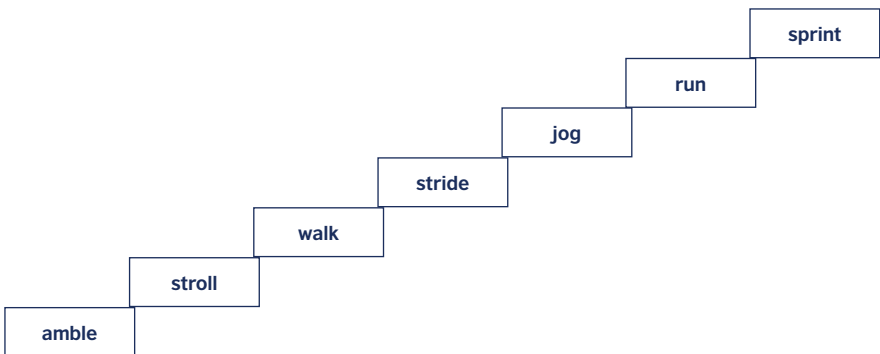 sprint
run
jog
stride
walk
stroll
amble